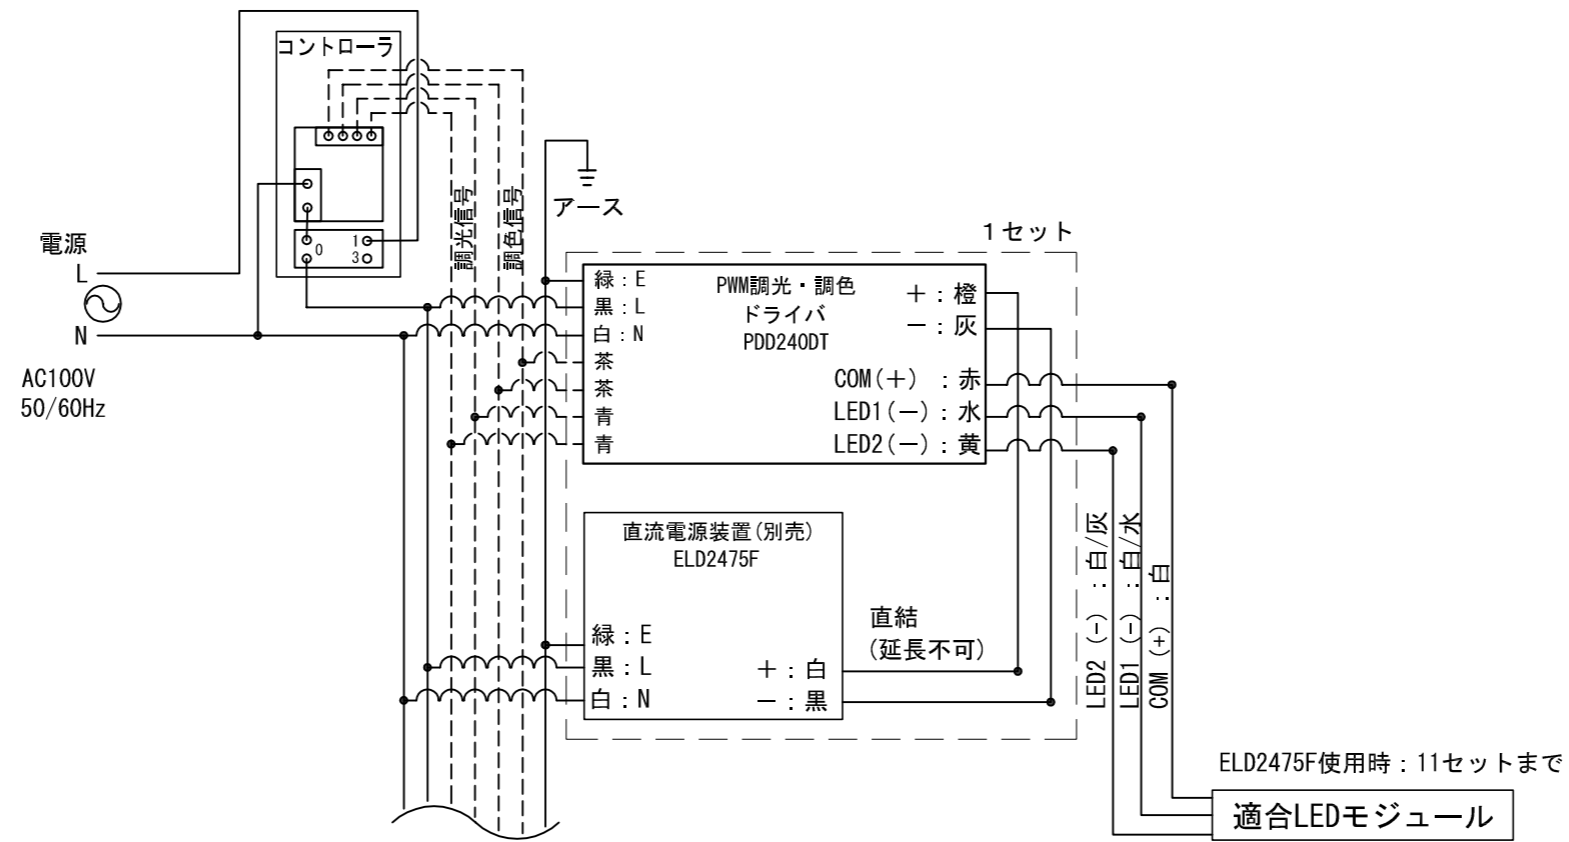 コントローラ
0
1
3
電源
L
N
AC100V
50/60Hz
調光信号
調色信号
アース
1セット
緑：E
黒：L
白：N
茶
茶
青
青
PWM調光・調色
ドライバ
PDD240DT
＋：橙
－：灰
COM(＋)　：赤
LED1(－)：水
LED2(－)：黄
直流電源装置(別売)
ELD2475F
緑：E
黒：L
白：N
＋：白
－：黒
直結
(延長不可)
LED2 (-) ：白/灰
LED1 (-) ：白/水
COM (+) ：白
ELD2475F使用時：11セットまで
適合LEDモジュール